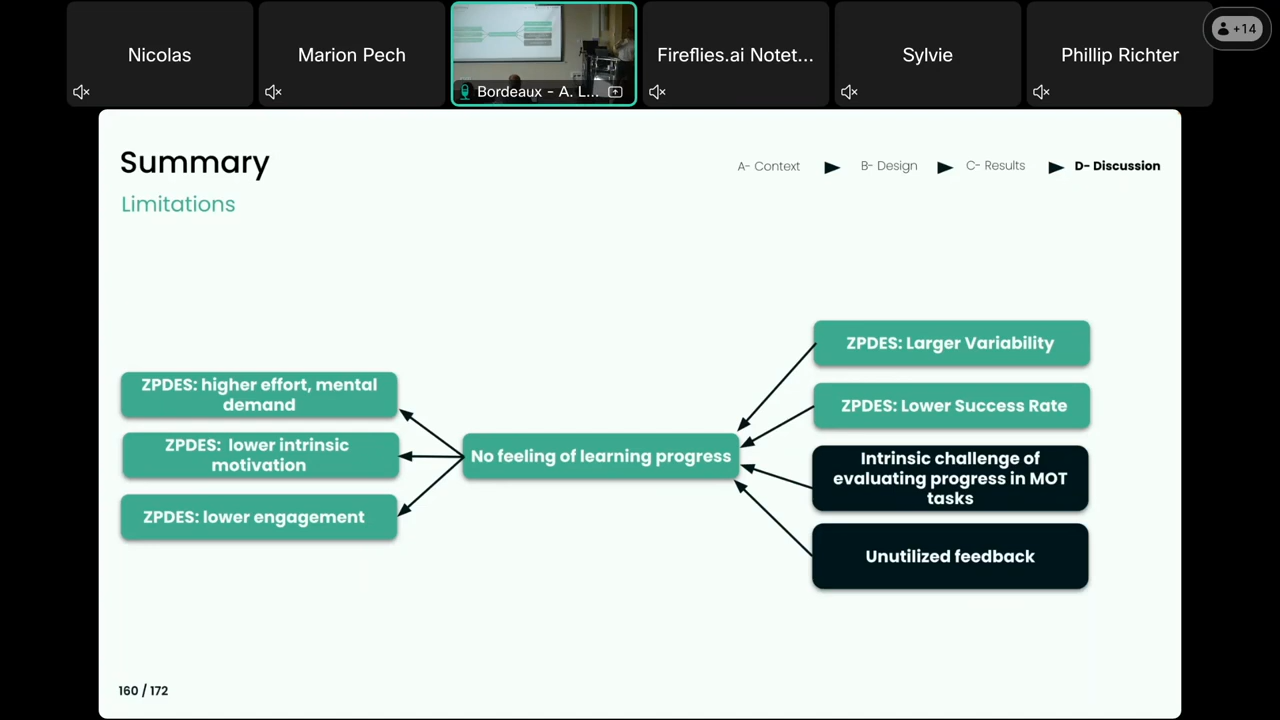 Nicolas
Marion Pech
Bordeaux - A. L...
Fireflies.ai Notet...
Sylvie
Phillip Richter
+14
Summary
Limitations
A- Context
B- Design
C- Results
D- Discussion
ZPDES: higher effort, mental
demand
ZPDES: lower intrinsic
motivation
ZPDES: lower engagement
No feeling of learning progress
ZPDES: Larger Variability
ZPDES: Lower Success Rate
Intrinsic challenge of
evaluating progress in MOT
tasks
Unutilized feedback
160 / 172